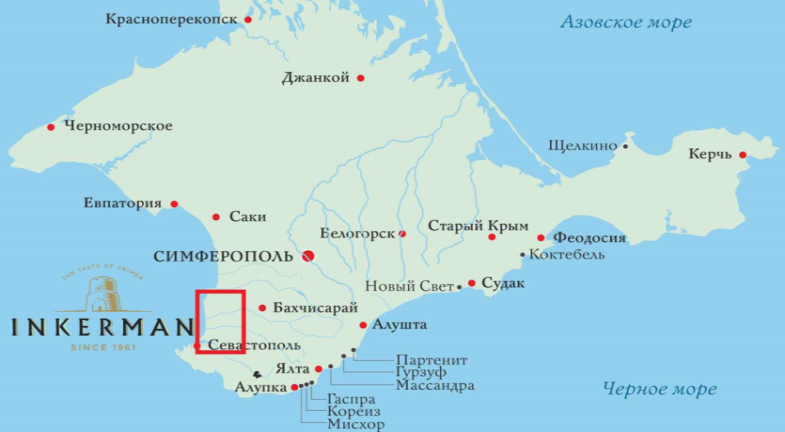 Красноперекопск
Азовское море
Джанкой
Черноморское
Щелкино
Керчь
Евпатория
Саки
Белогорск
Старый Крым
Феодосия
Коктебель
СИМФЕРОПОЛЬ
THE TASTE OF CRIMEA
Новый Свет
Судак
Бахчисарай
INKERMAN
Алушта
SINCE 1961
Севастополь
Партенит
Ялта
Гурзуф
Алупка
Массандра
Черное море
Гаспра
Кореиз
Мисхор